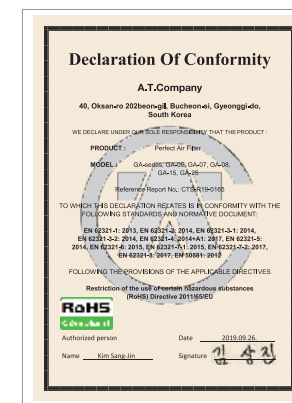 Declaration Of Conformity
A.T.Company
40, Oksan-ro 202beon-gil, Bucheon-si, Gyeonggi-do,
South Korea
WE DECLARE UNDER OUR SOLE RESPONSIBILITY THAT THE PRODUCT :
PRODUCT : Perfect Air Filter
MODEL : GA-series, GA-06, GA-07, GA-08,
GA-15, GA-25
Reference Report No,: CTS-R19-0165
TO WHICH THIS DECLARATION RELATES IS IN CONFORMITY WITH THE
FOLLOWING STANDARDS AND NORMATIVE DOCUMENT:
EN 62321-1: 2013, EN 62321-2: 2014, EN 62321-3-1: 2014,
EN 62321-3-2: 2014, EN 62321-4: 2014+A1: 2017, EN 62321-5:
2014, EN 62321-6: 2015, EN 62321-7-1: 2015, EN 62321-7-2: 2017,
EN 62321-8: 2017, EN 50581: 2012
FOLLOWING THE PROVISIONS OF THE APPLICABLE DIRECTIVES
Restriction of the use of certain hazardous substances
(RoHS) Directive 2011/65/EU
RoHS
Compliant
Authorized person Date 2019.09.26.
Name Kim Sang-Jin Signature 김 상 진